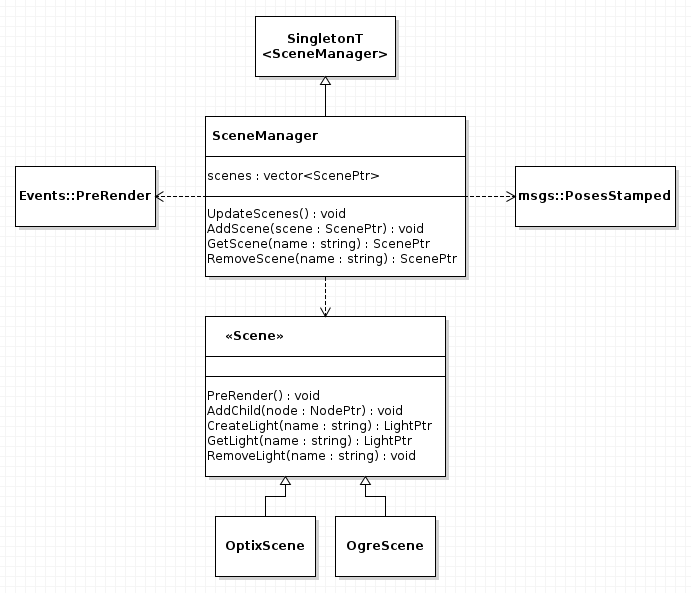 SingletonT
<SceneManager>
SceneManager
scenes : vector<ScenePtr>
Events::PreRender
msgs::PosesStamped
UpdateScenes() : void
AddScene(scene : ScenePtr) : void
GetScene(name : string) : ScenePtr
RemoveScene(name : string) : ScenePtr
«Scene»
PreRender() : void
AddChild(node : NodePtr) : void
CreateLight(name : string) : LightPtr
GetLight(name : string) : LightPtr
RemoveLight(name : string) : void
OptixScene
OgreScene